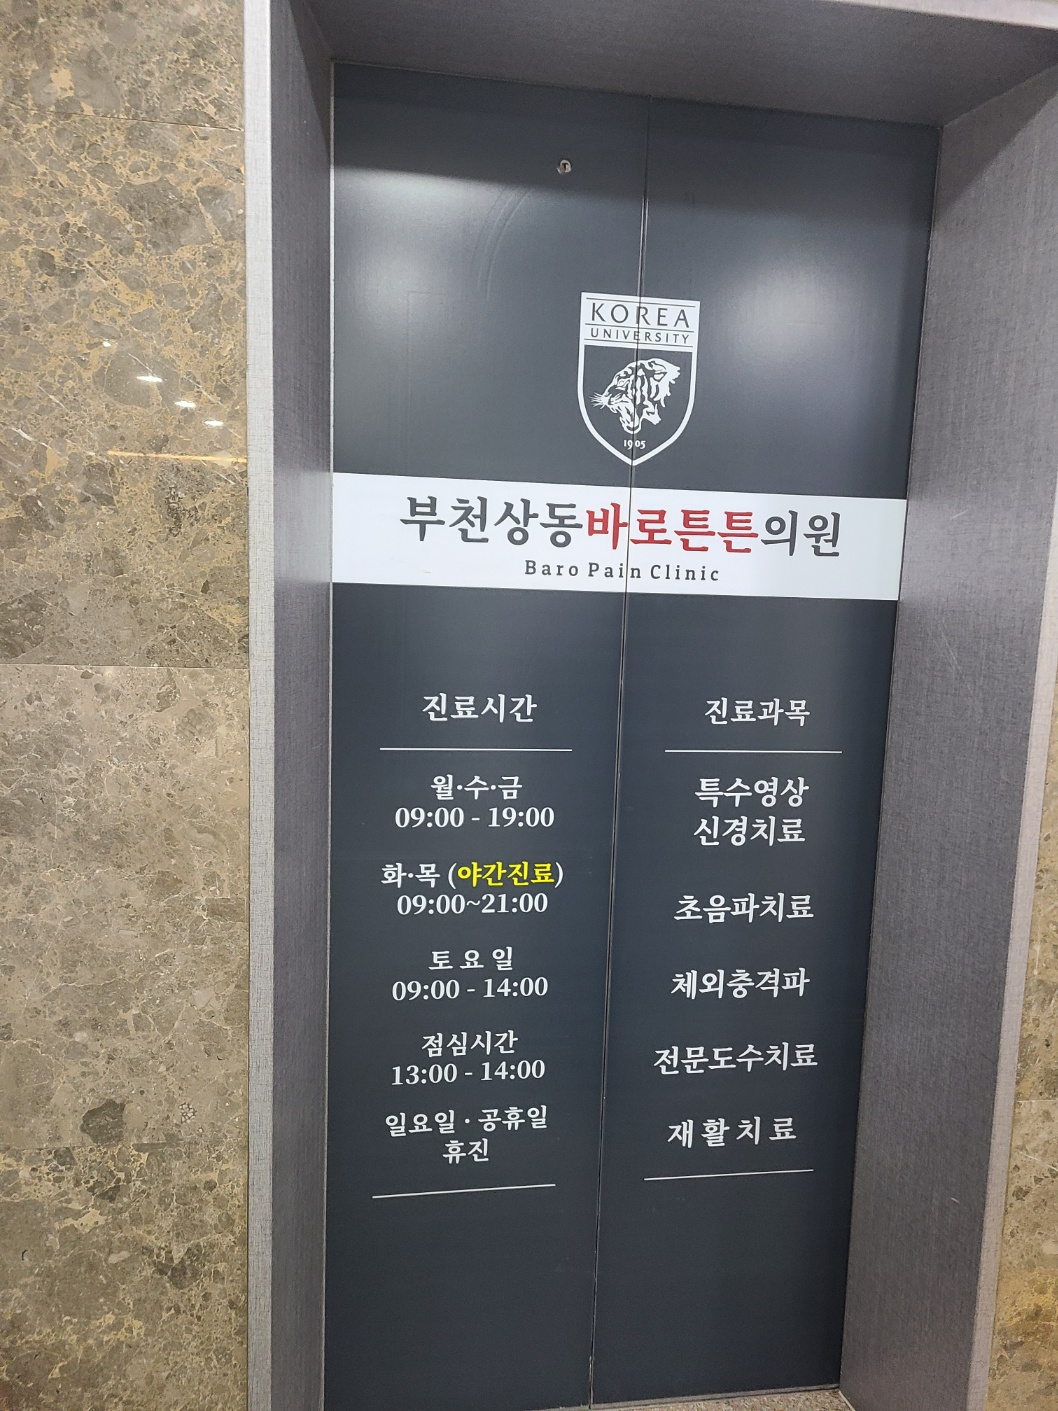 KOREA
UNIVERSITY
1905
부천상동바로튼튼의원
Baro Pain Clinic
진료시간
월·수·금
09:00 - 19:00
화·목 (야간진료)
09:00~21:00
토 요 일
09:00 - 14:00
점심시간
13:00 - 14:00
일요일 · 공휴일
휴진
진료과목
특수영상
신경치료
초음파치료
체외충격파
전문도수치료
재 활 치 료